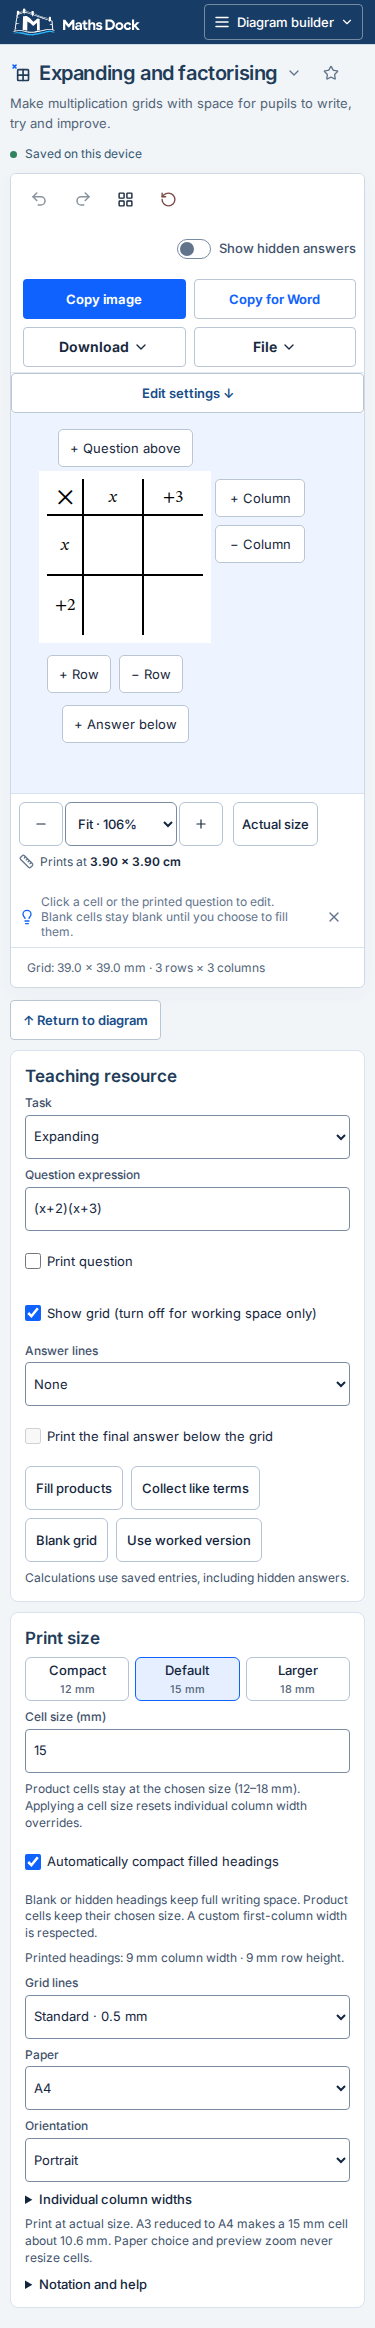 Maths Dock
Diagram builder
Expanding and factorising
Make multiplication grids with space for pupils to write,
try and improve.
Saved on this device
Show hidden answers
Copy image
Copy for Word
Download
File
Edit settings ↓
+ Question above
× x +3
+ Column
− Column
x
+2
+ Row
− Row
+ Answer below
−
Fit · 106%
+
Actual size
Prints at 3.90 × 3.90 cm
Click a cell or the printed question to edit.
Blank cells stay blank until you choose to fill
them.
Grid: 39.0 × 39.0 mm · 3 rows × 3 columns
↑ Return to diagram
Teaching resource
Task
Expanding
Question expression
(x+2)(x+3)
Print question
Show grid (turn off for working space only)
Answer lines
None
Print the final answer below the grid
Fill products
Collect like terms
Blank grid
Use worked version
Calculations use saved entries, including hidden answers.
Print size
Compact
12 mm
Default
15 mm
Larger
18 mm
Cell size (mm)
15
Product cells stay at the chosen size (12–18 mm).
Applying a cell size resets individual column width
overrides.
Automatically compact filled headings
Blank or hidden headings keep full writing space. Product
cells keep their chosen size. A custom first-column width
is respected.
Printed headings: 9 mm column width · 9 mm row height.
Grid lines
Standard · 0.5 mm
Paper
A4
Orientation
Portrait
Individual column widths
Print at actual size. A3 reduced to A4 makes a 15 mm cell
about 10.6 mm. Paper choice and preview zoom never
resize cells.
Notation and help